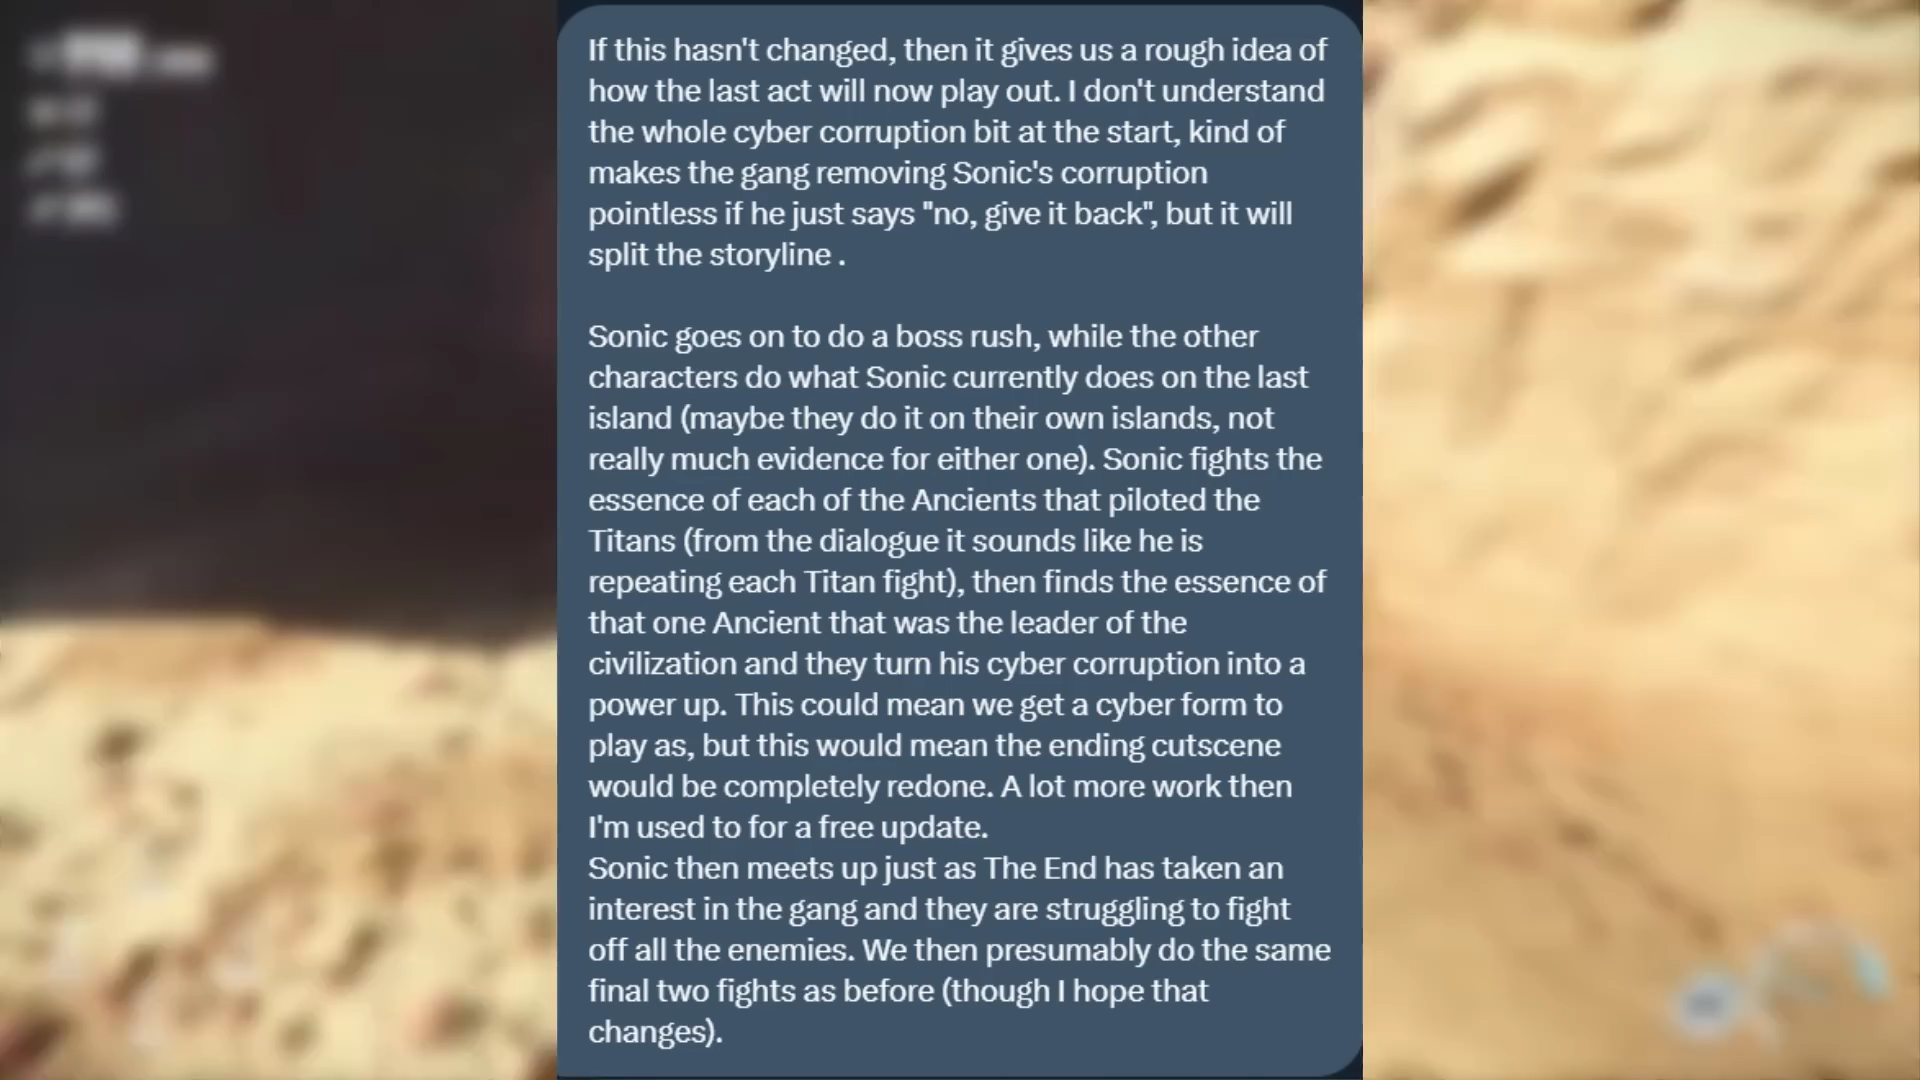 If this hasn't changed, then it gives us a rough idea of
how the last act will now play out. I don't understand
the whole cyber corruption bit at the start, kind of
makes the gang removing Sonic's corruption
pointless if he just says "no, give it back", but it will
split the storyline .
Sonic goes on to do a boss rush, while the other
characters do what Sonic currently does on the last
island (maybe they do it on their own islands, not
really much evidence for either one). Sonic fights the
essence of each of the Ancients that piloted the
Titans (from the dialogue it sounds like he is
repeating each Titan fight), then finds the essence of
that one Ancient that was the leader of the
civilization and they turn his cyber corruption into a
power up. This could mean we get a cyber form to
play as, but this would mean the ending cutscene
would be completely redone. A lot more work then
I'm used to for a free update.
Sonic then meets up just as The End has taken an
interest in the gang and they are struggling to fight
off all the enemies. We then presumably do the same
final two fights as before (though I hope that
changes).